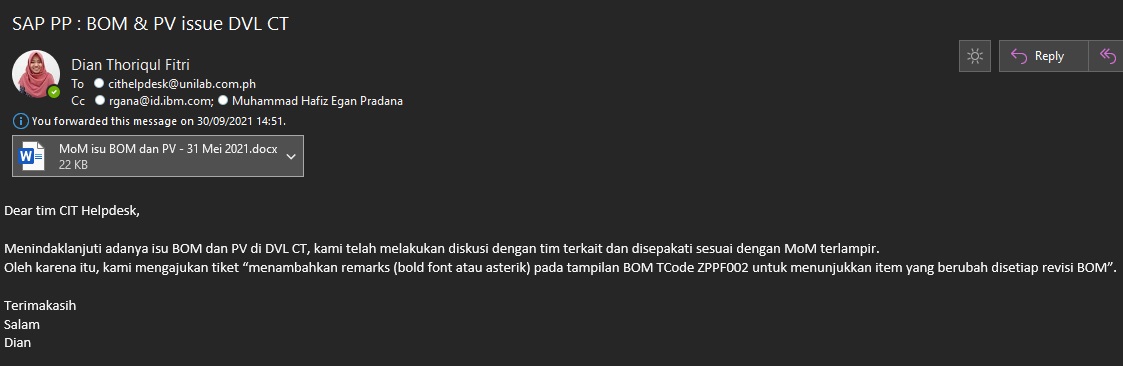 SAP PP : BOM & PV issue DVL CT
Dian Thoriqul Fitri
Reply
To cithelpdesk@unilab.com.ph
Cc rgana@id.ibm.com; Muhammad Hafiz Egan Pradana
You forwarded this message on 30/09/2021 14:51.
MoM isu BOM dan PV - 31 Mei 2021.docx
22 KB
Dear tim CIT Helpdesk,
Menindaklanjuti adanya isu BOM dan PV di DVL CT, kami telah melakukan diskusi dengan tim terkait dan disepakati sesuai dengan MoM terlampir.
Oleh karena itu, kami mengajukan tiket “menambahkan remarks (bold font atau asterik) pada tampilan BOM TCode ZPPF002 untuk menunjukkan item yang berubah disetiap revisi BOM”.
Terimakasih
Salam
Dian